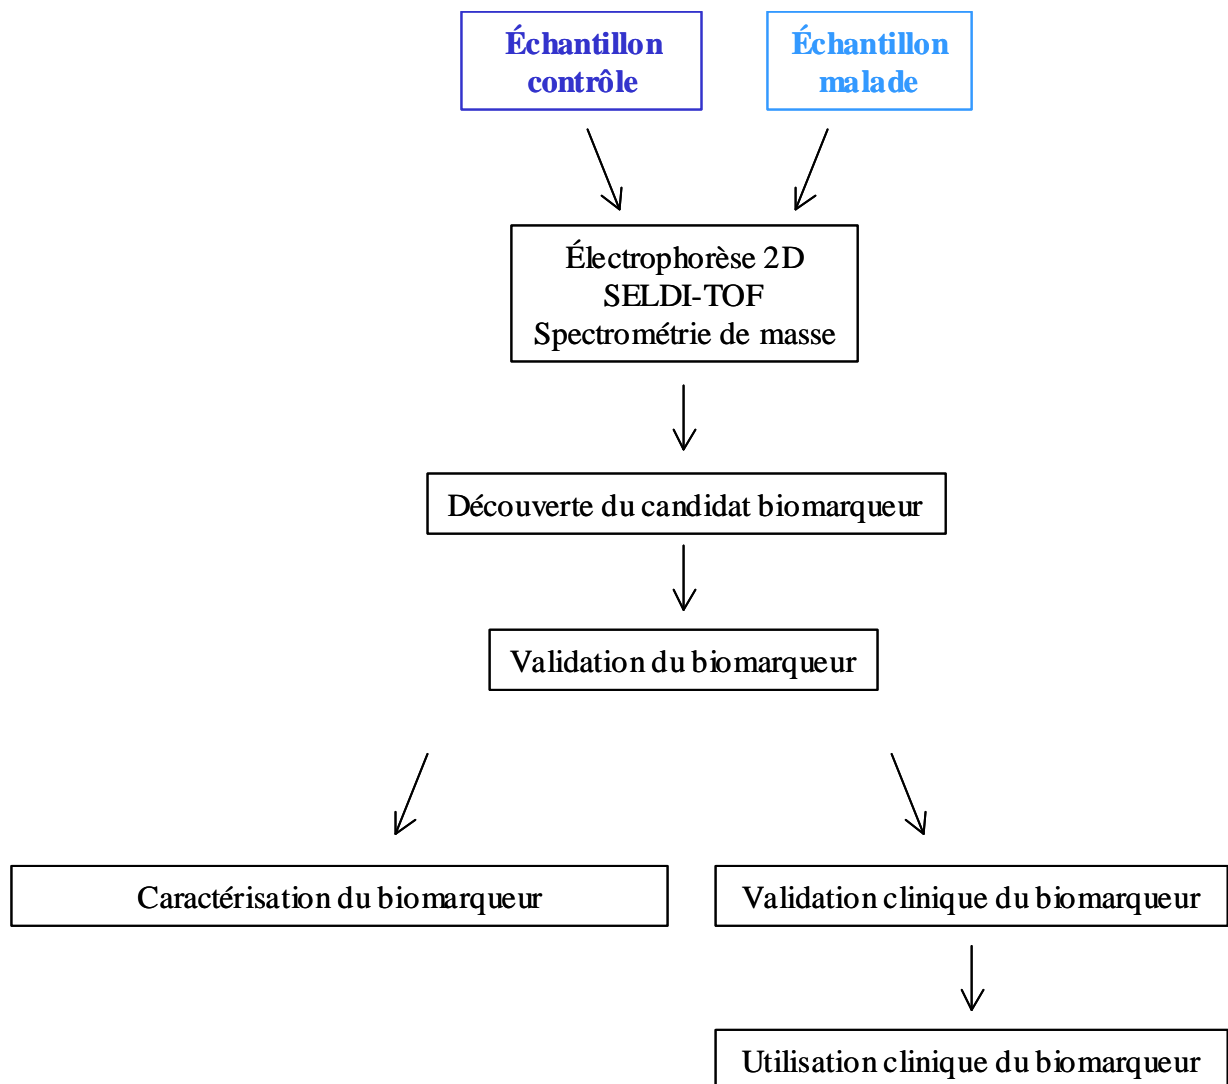 Échantillon
contrôle
Échantillon
malade
Électrophorèse 2D
SELDI-TOF
Spectrométrie de masse
Découverte du candidat biomarqueur
Validation du biomarqueur
Caractérisation du biomarqueur
Validation clinique du biomarqueur
Utilisation clinique du biomarqueur